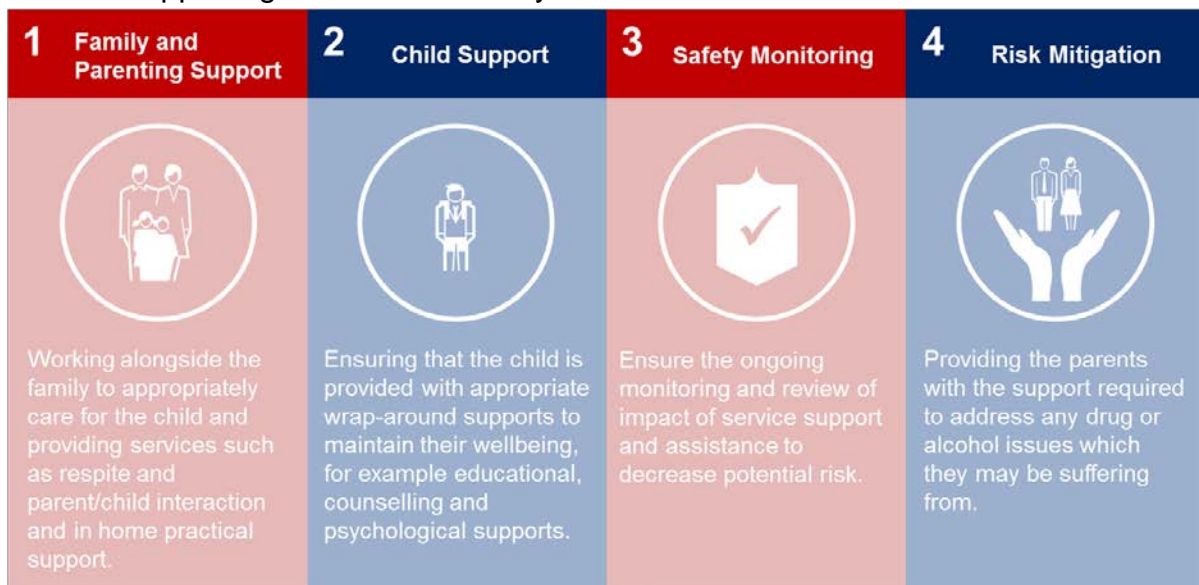 1
Family and
Parenting Support
Working alongside the
family to appropriately
care for the child and
providing services such
as respite and
parent/child interaction
and in home practical
support.
2
Child Support
Ensuring that the child is
provided with appropriate
wrap-around supports to
maintain their wellbeing,
for example educational,
counselling and
psychological supports.
3
Safety Monitoring
Ensure the ongoing
monitoring and review of
impact of service support
and assistance to
decrease potential risk.
4
Risk Mitigation
Providing the parents
with the support required
to address any drug or
alcohol issues which
they may be suffering
from.